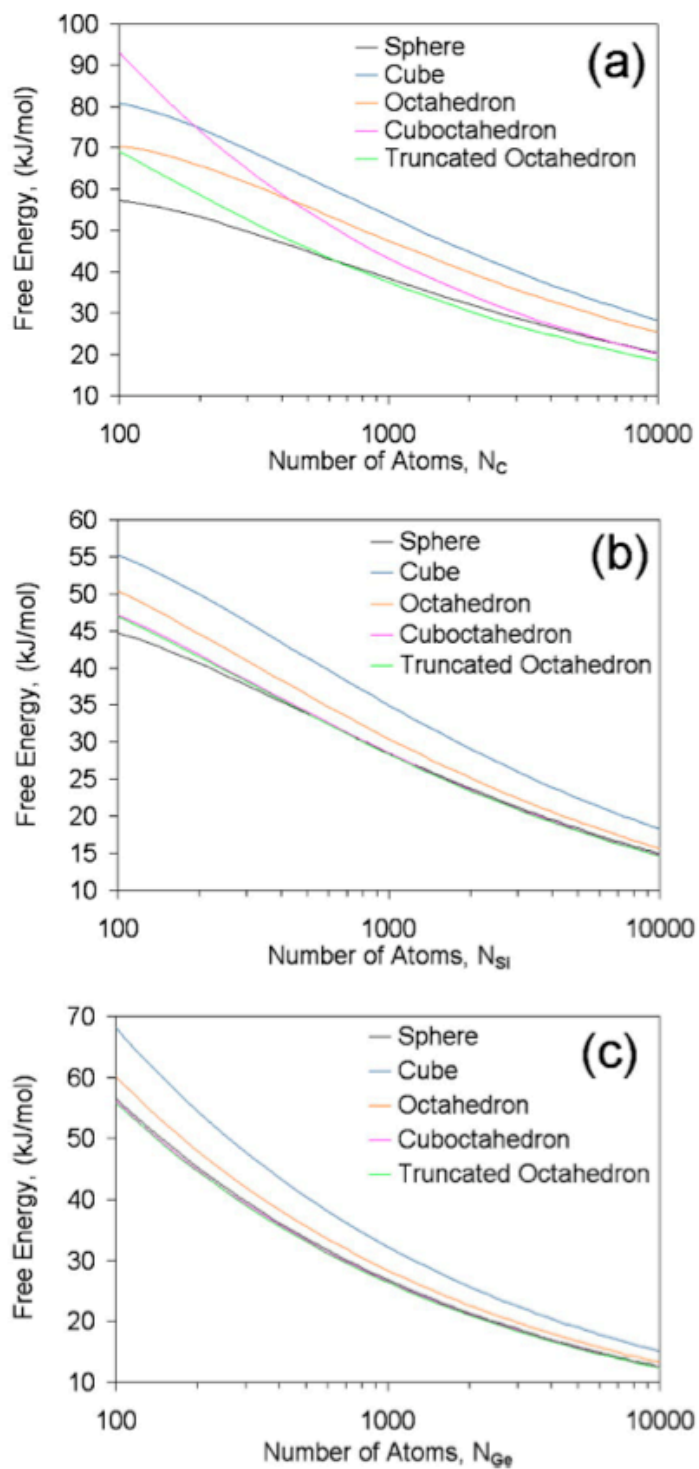 100
90
80
70
60
50
40
30
20
10
Free Energy, (kJ/mol)
Sphere
Cube
Octahedron
Cuboctahedron
Truncated Octahedron
(a)
100
1000
10000
Number of Atoms, N_C
60
55
50
45
40
35
30
25
20
15
10
Free Energy, (kJ/mol)
Sphere
Cube
Octahedron
Cuboctahedron
Truncated Octahedron
(b)
100
1000
10000
Number of Atoms, N_Si
70
60
50
40
30
20
10
Free Energy, (kJ/mol)
Sphere
Cube
Octahedron
Cuboctahedron
Truncated Octahedron
(c)
100
1000
10000
Number of Atoms, N_Ge